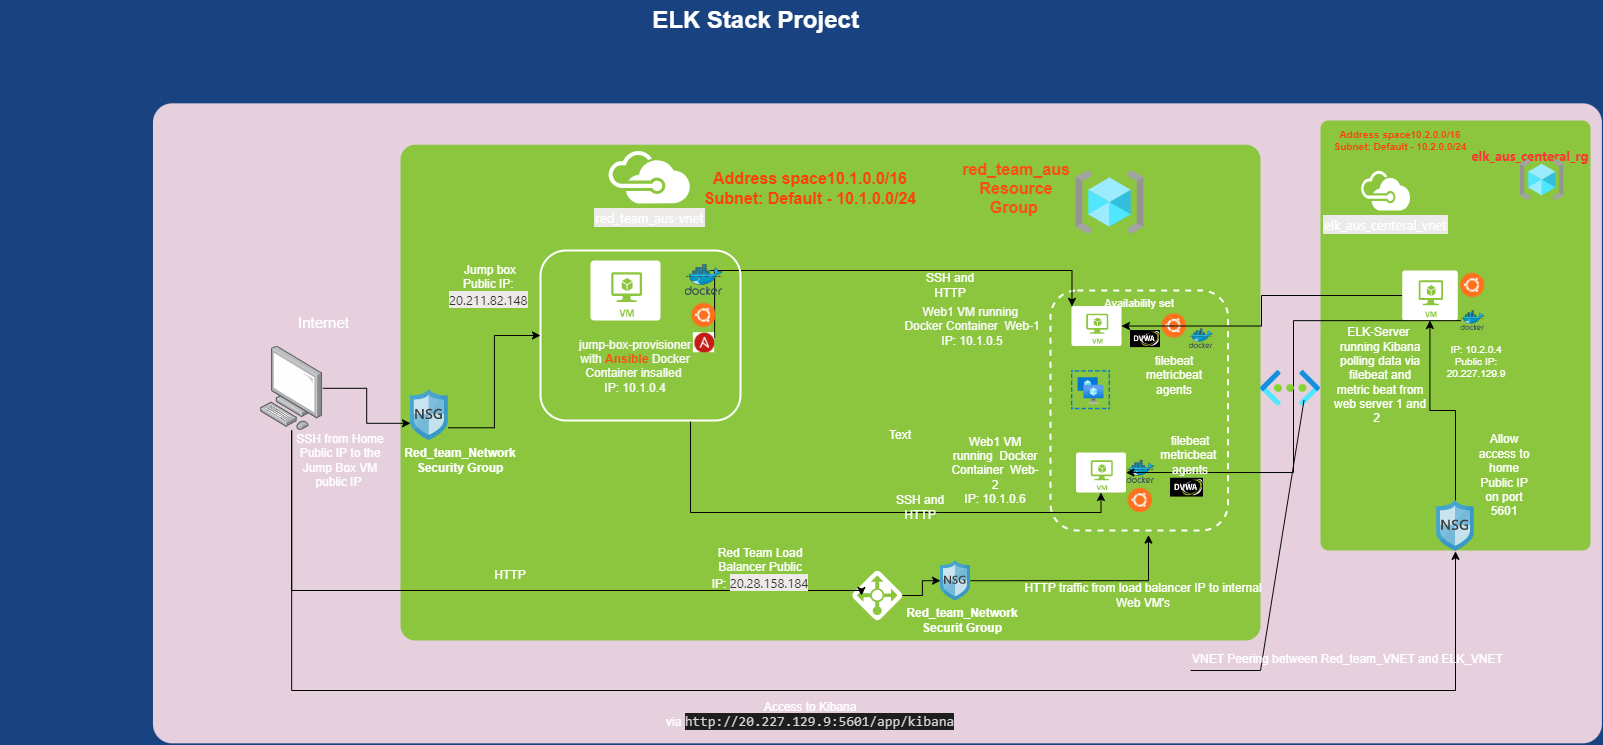 ELK Stack Project
Address space10.2.0.0/16
Subnet: Default - 10.2.0.0/24
elk_aus_centeral_rg
elk_aus_centeral_vnet
red_team_aus
Resource
Group
Address space10.1.0.0/16
Subnet: Default - 10.1.0.0/24
red_team_aus-vnet
Jump box
Public IP:
20.211.82.148
VM
docker
jump-box-provisioner
with Ansible Docker
Container insalled
IP: 10.1.0.4
Internet
SSH from Home
Public IP to the
Jump Box VM
public IP
NSG
Red_team_Network
Security Group
SSH and
HTTP
Web1 VM running
Docker Container Web-1
IP: 10.1.0.5
Availability set
VM
DVWA
docker
filebeat
metricbeat
agents
Text
Web1 VM
running Docker
Container Web-
2
IP: 10.1.0.6
SSH and
HTTP
filebeat
metricbeat
agents
VM
docker
DVWA
VM
docker
ELK-Server
running Kibana
polling data via
filebeat and
metric beat from
web server 1 and
2
IP: 10.2.0.4
Public IP:
20.227.129.9
Allow
access to
home
Public IP
on port
5601
NSG
HTTP
Red Team Load
Balancer Public
IP: 20.28.158.184
NSG
Red_team_Network
Securit Group
HTTP traffic from load balancer IP to internal
Web VM's
VNET Peering between Red_team_VNET and ELK_VNET
Access to Kibana
via http://20.227.129.9:5601/app/kibana